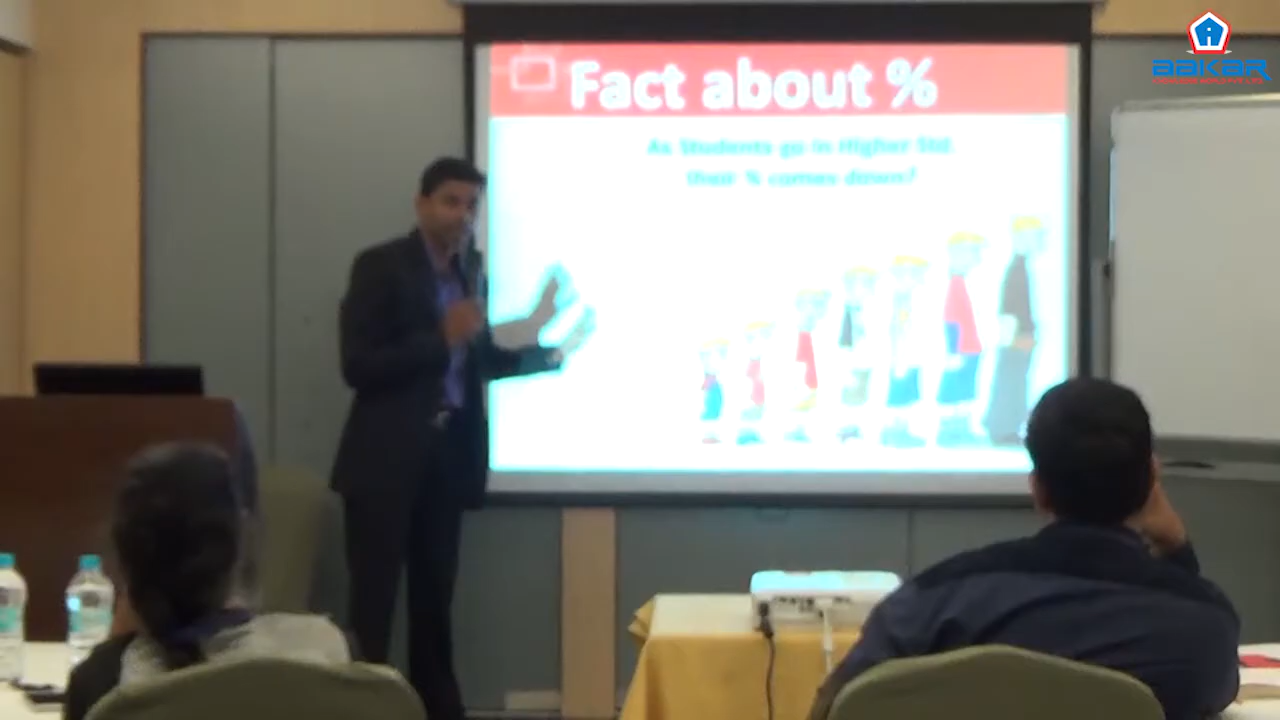 AAKAR
Fact about %
As Students go in Higher Std.
their % comes down?